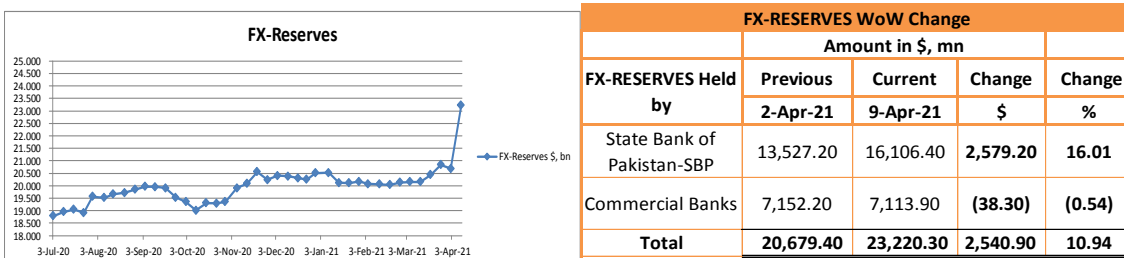 FX-Reserves
25.000
24.500
24.000
23.500
23.000
22.500
22.000
21.500
21.000
20.500
20.000
19.500
19.000
18.500
18.000
3-Jul-20 3-Aug-20 3-Sep-20 3-Oct-20 3-Nov-20 3-Dec-20 3-Jan-21 3-Feb-21 3-Mar-21 3-Apr-21
FX-Reserves $, bn
FX-RESERVES WoW Change
Amount in $, mn
FX-RESERVES Held by Previous Current Change Change
2-Apr-21 9-Apr-21 $ %
State Bank of Pakistan-SBP 13,527.20 16,106.40 2,579.20 16.01
Commercial Banks 7,152.20 7,113.90 (38.30) (0.54)
Total 20,679.40 23,220.30 2,540.90 10.94